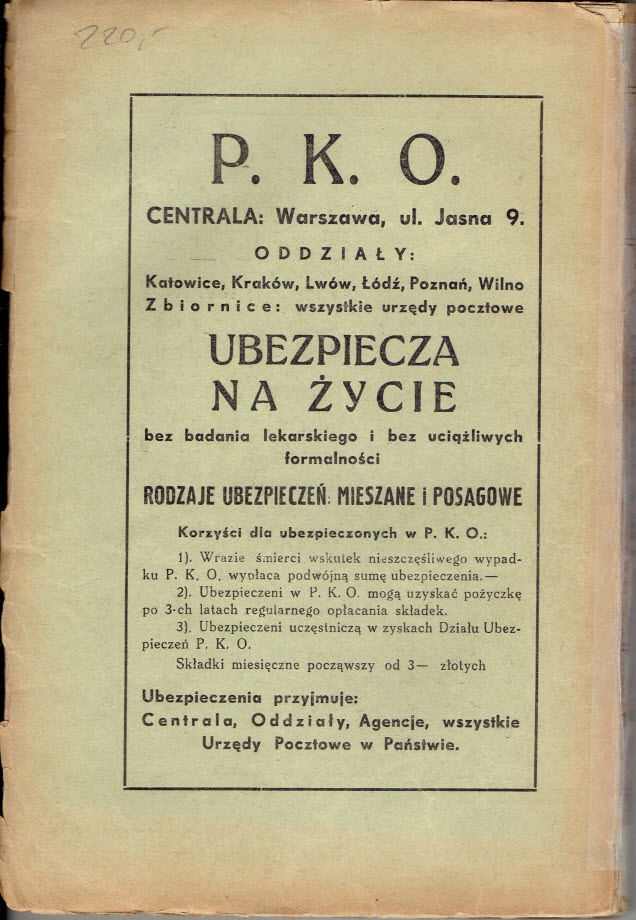 220,-
P. K. O.
CENTRALA: Warszawa, ul. Jasna 9.
ODDZIAŁY:
Katowice, Kraków, Lwów, Łódź, Poznań, Wilno
Zbiornice: wszystkie urzędy pocztowe
UBEZPIECZA
NA ŻYCIE
bez badania lekarskiego i bez uciążliwych
formalności
RODZAJE UBEZPIECZEŃ: MIESZANE i POSAGOWE
Korzyści dla ubezpieczonych w P. K. O.:
1). Wrazie śmierci wskutek nieszczęśliwego wypad-
ku P. K. O. wypłaca podwójną sumę ubezpieczenia.—
2). Ubezpieczeni w P. K. O. mogą uzyskać pożyczkę
po 3-ch latach regularnego opłacania składek.
3). Ubezpieczeni uczęstniczą w zyskach Działu Ubez-
pieczeń P. K. O.
Składki miesięczne począwszy od 3— złotych
Ubezpieczenia przyjmuje:
Centrala, Oddziały, Agencje, wszystkie
Urzędy Pocztowe w Państwie.